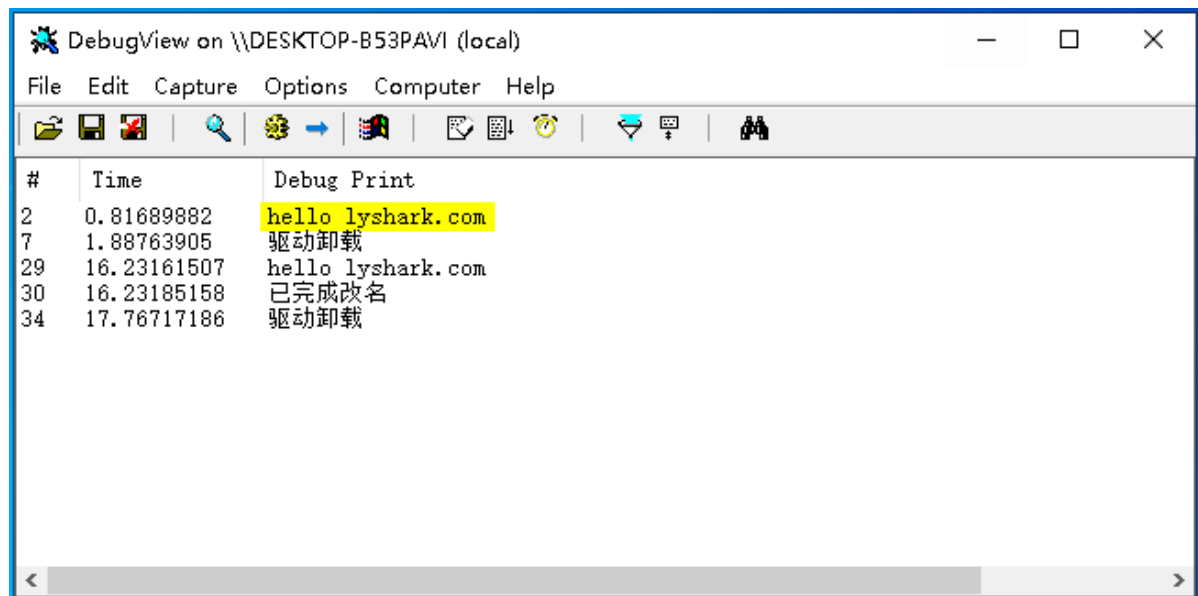 DebugView on \\DESKTOP-B53PAVI (local)
File Edit Capture Options Computer Help
# Time Debug Print
2 0.81689882 hello lyshark.com
7 1.88763905 驱动卸载
29 16.23161507 hello lyshark.com
30 16.23185158 已完成改名
34 17.76717186 驱动卸载